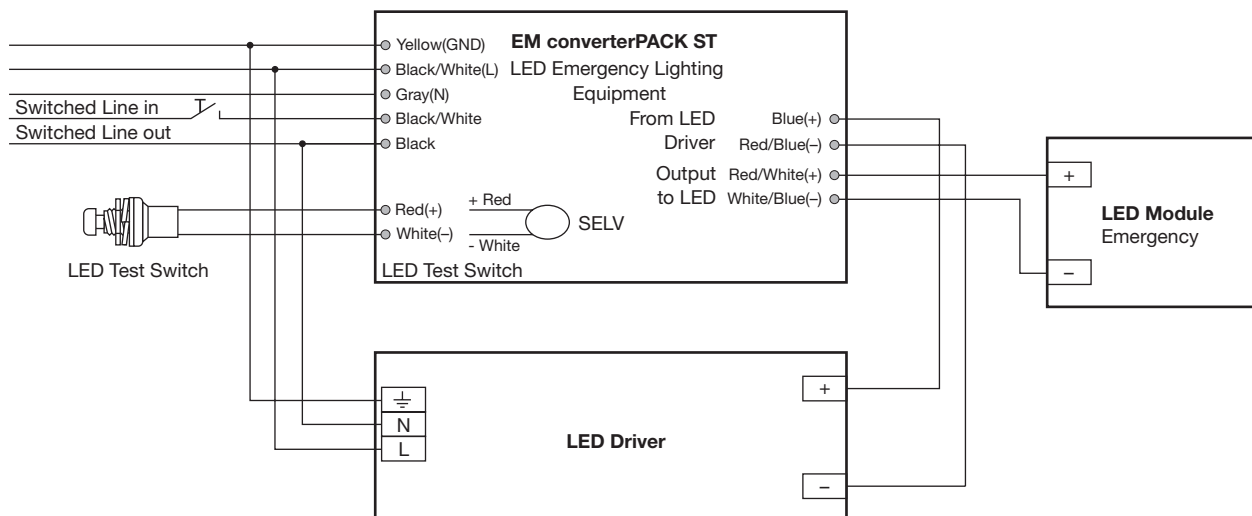 Yellow(GND)
EM converterPACK ST
Black/White(L)
LED Emergency Lighting
Gray(N)
Equipment
Switched Line in
Black/White
From LED
Blue(+)
Switched Line out
Black
Driver
Red/Blue(–)
Output
Red/White(+)
+
Red(+)
+ Red
to LED
White/Blue(–)
LED Module
White(–)
SELV
Emergency
- White
LED Test Switch
LED Test Switch
–
+
N
LED Driver
L
–